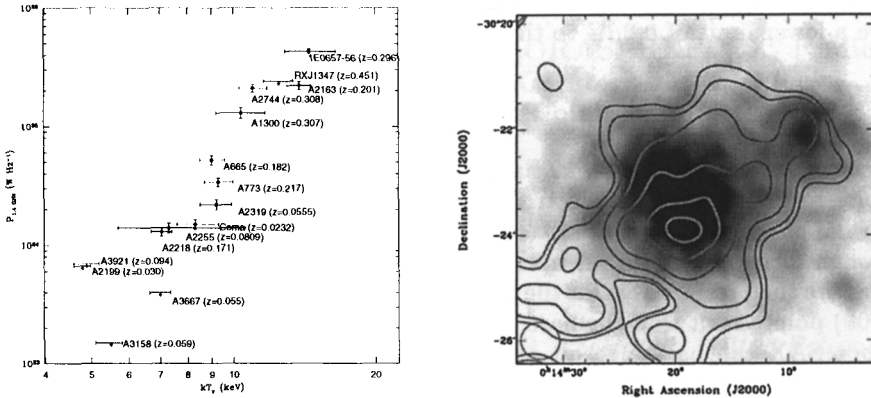 10²⁶
10²⁵
10²⁴
10²³
P₁.₄ GHz (W Hz⁻¹)
1E0657-56 (z=0.296)
RXJ1347 (z=0.451)
A2163 (z=0.201)
A2744 (z=0.308)
A1300 (z=0.307)
A665 (z=0.182)
A773 (z=0.217)
A2319 (z=0.0555)
Coma (z=0.0232)
A2255 (z=0.0809)
A2218 (z=0.171)
A3921 (z=0.094)
A2199 (z=0.030)
A3667 (z=0.055)
A3158 (z=0.059)
4 5 6 7 8 9 10 20
(keV)
-30°20
-22
-24
-26
Declination (J2000)
0ʰ14ᵐ30ˢ 20ˢ 10ˢ
Right Ascension (J2000)